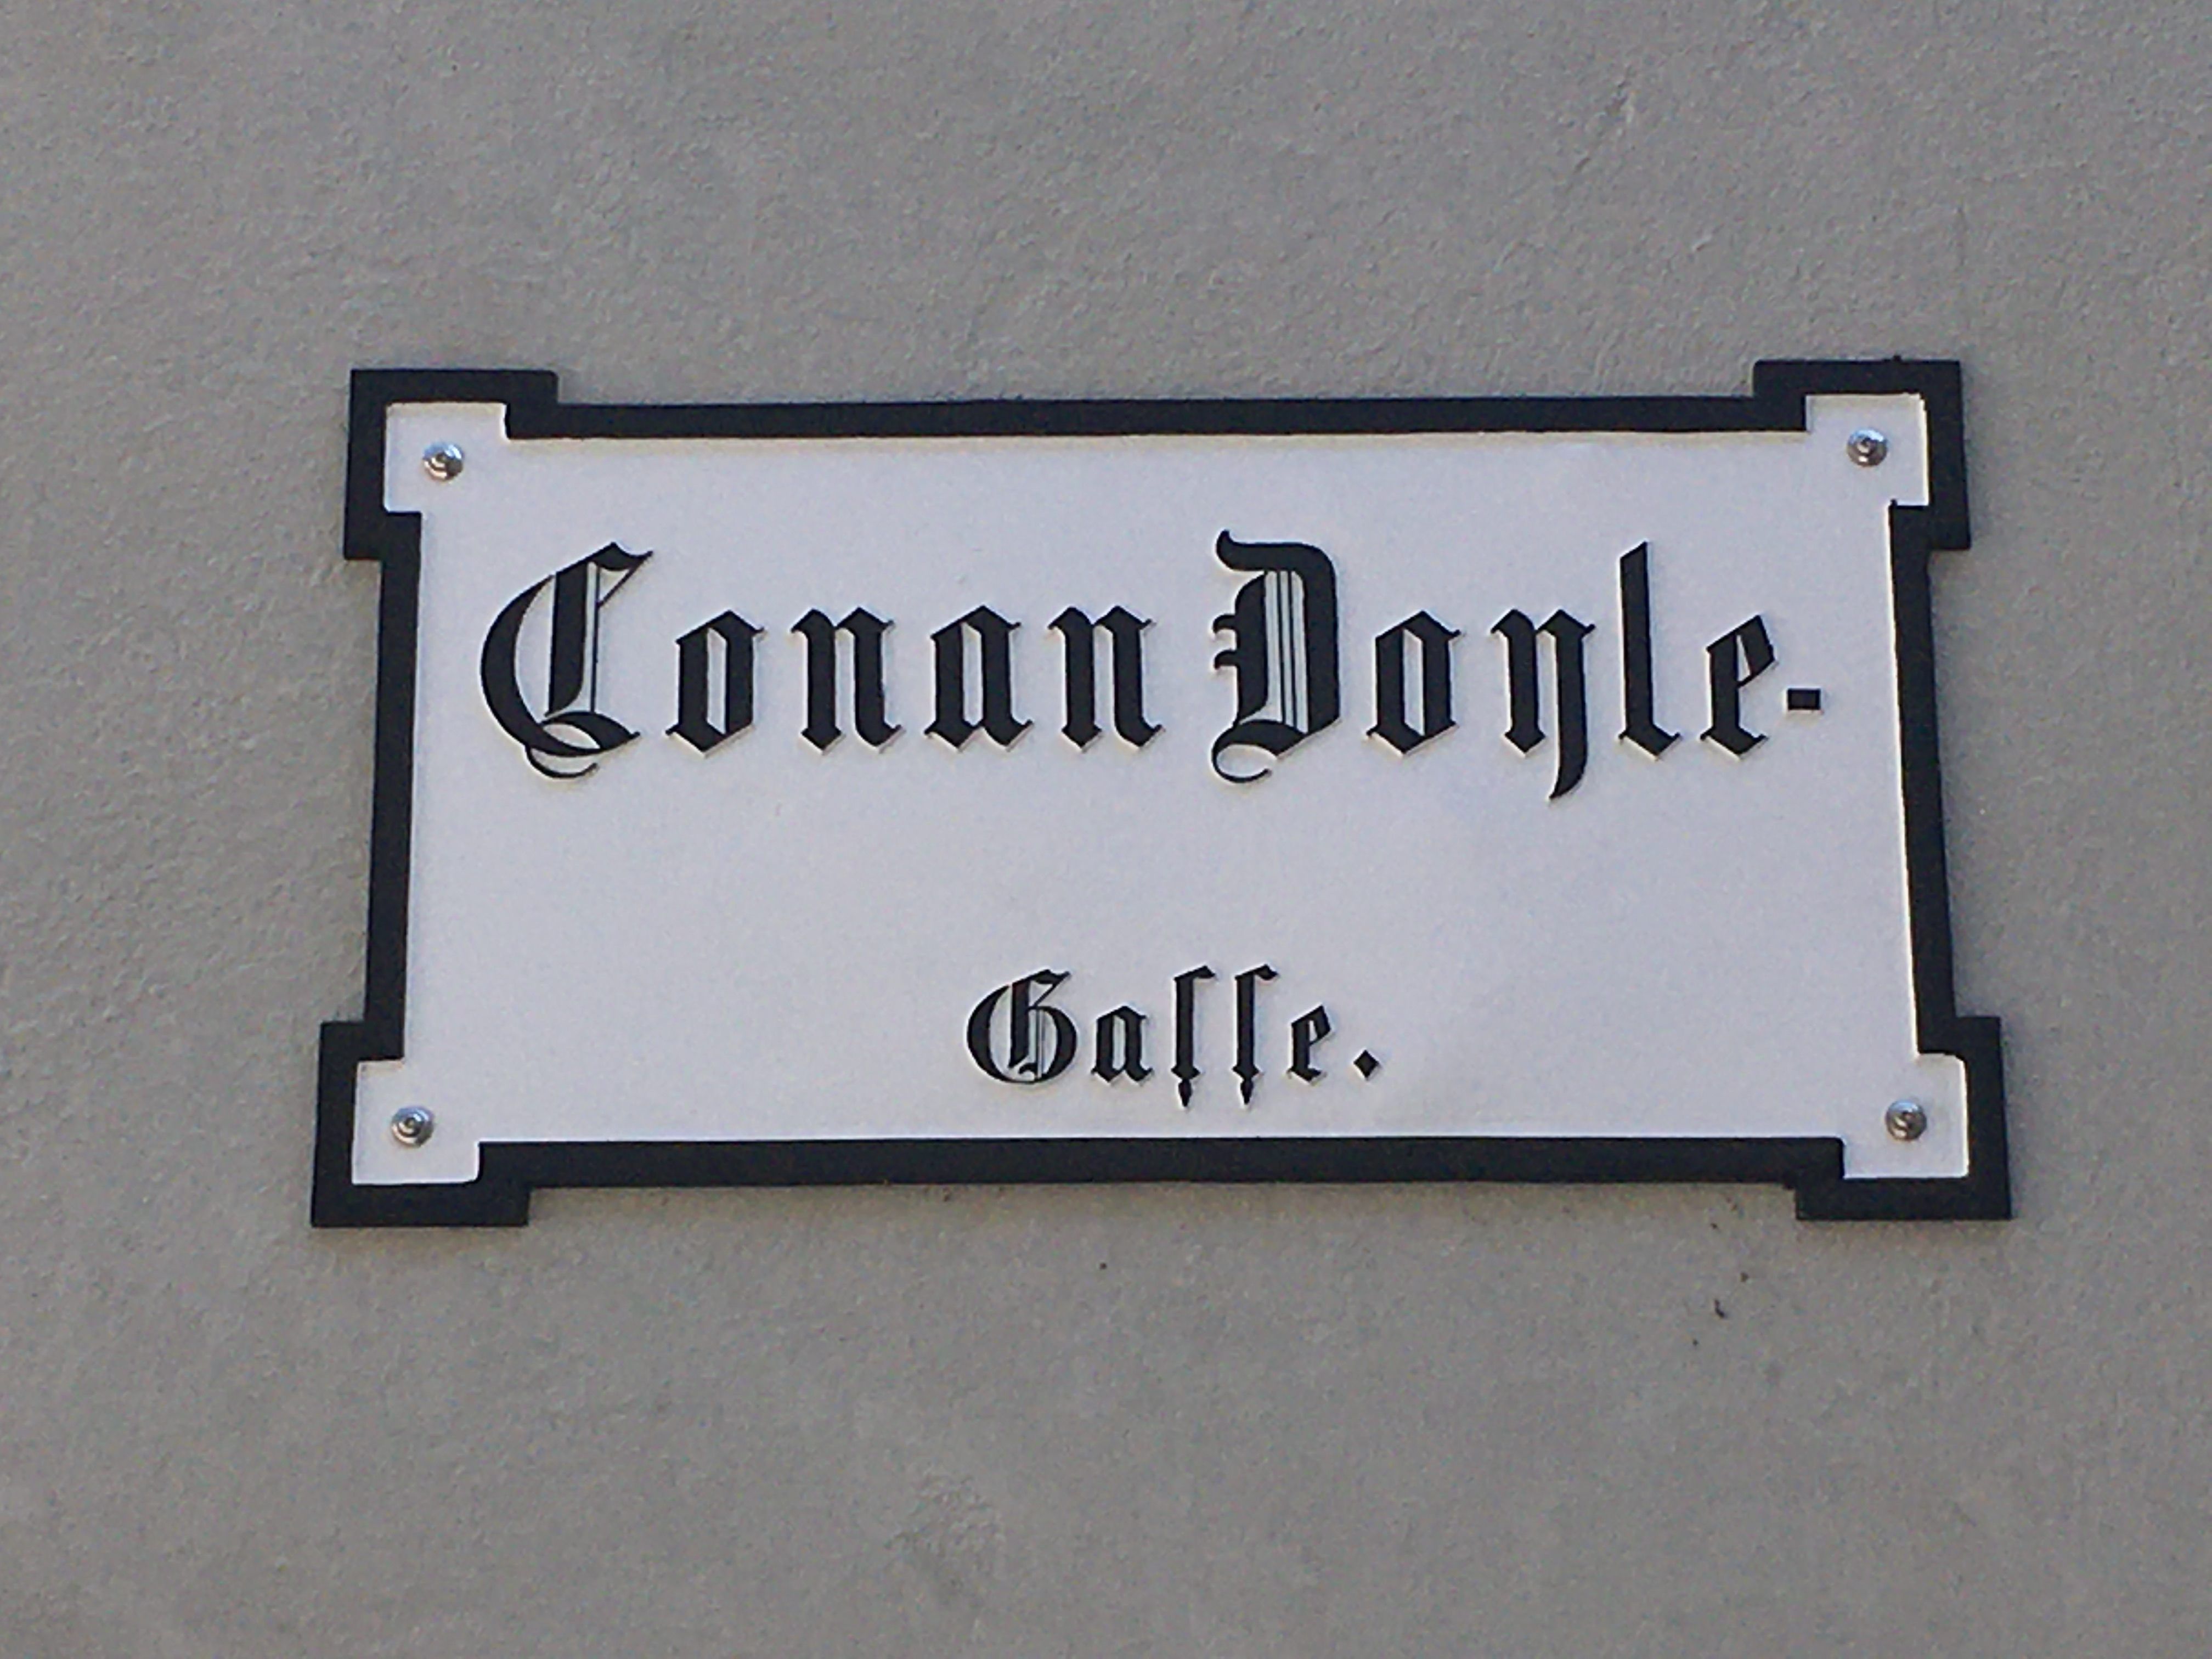 Conan Doyle-
Gaſſe.